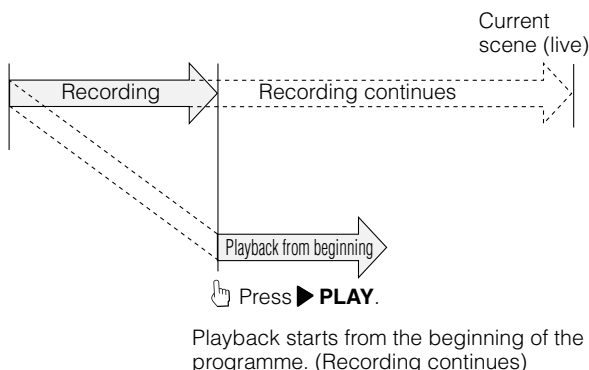 Current
scene (live)
Recording
Recording continues
Playback from beginning
Press ▶ PLAY.
Playback starts from the beginning of the
programme. (Recording continues)